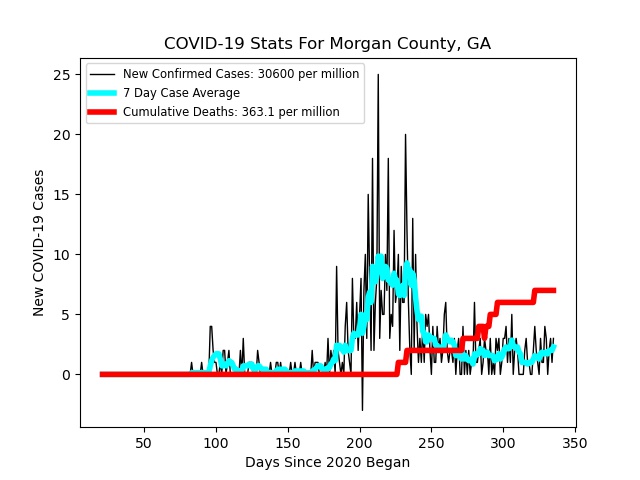 COVID-19 Stats For Morgan County, GA
New Confirmed Cases: 30600 per million
7 Day Case Average
Cumulative Deaths: 363.1 per million
New COVID-19 Cases
25
20
15
10
5
0
50 100 150 200 250 300 350
Days Since 2020 Began